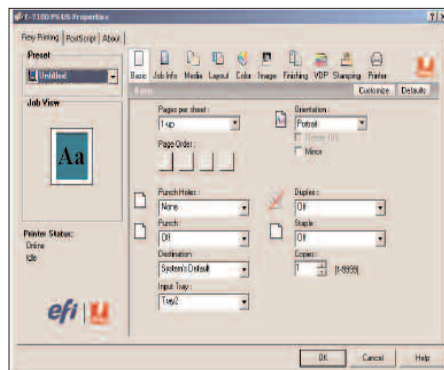 E-7100 PS US Properties
Fiery Printing PostScript About
Preset
Untitled
Job View
Aa
Printer Status:
Online
Idle
efi
Basic Job Info Media Layout Color Image Finishing VDP Stamping Printer
Customize Defaults
Pages per sheet:
1-up
Page Order:
Orientation:
Portrait
Mirror
Punch Holes:
None
Punch:
Off
Destination:
System's Default
Input Tray:
Tray2
Duplex:
Off
Staple:
Off
Copies:
1 [1-9999]
OK Cancel Help